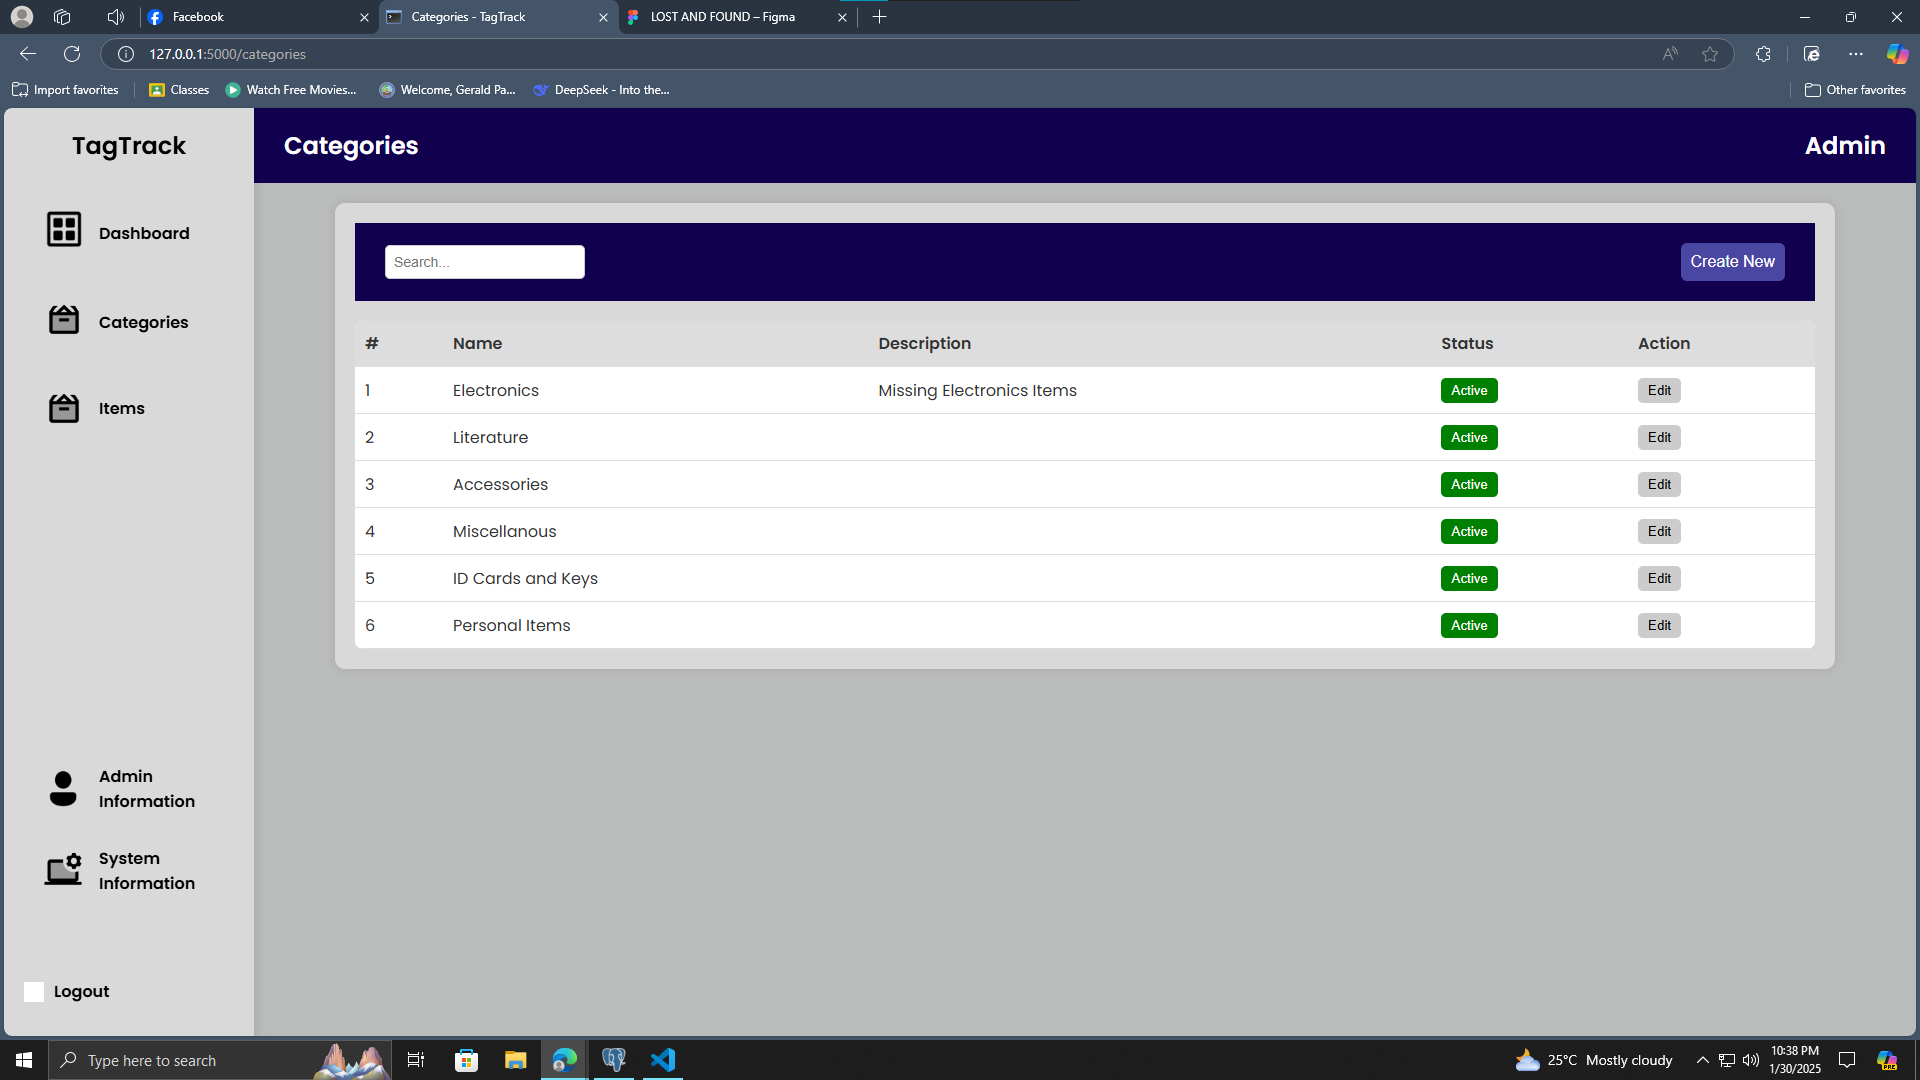 Facebook
Categories - TagTrack
LOST AND FOUND – Figma
127.0.0.1:5000/categories
Import favorites
Classes
Watch Free Movies...
Welcome, Gerald Pa...
DeepSeek - Into the...
Other favorites
TagTrack
Categories
Admin
Dashboard
Categories
Items
Admin
Information
System
Information
Logout
Search...
Create New
# Name Description Status Action
1 Electronics Missing Electronics Items Active Edit
2 Literature Active Edit
3 Accessories Active Edit
4 Miscellanous Active Edit
5 ID Cards and Keys Active Edit
6 Personal Items Active Edit
Type here to search
25°C Mostly cloudy
10:38 PM
1/30/2025
PRE